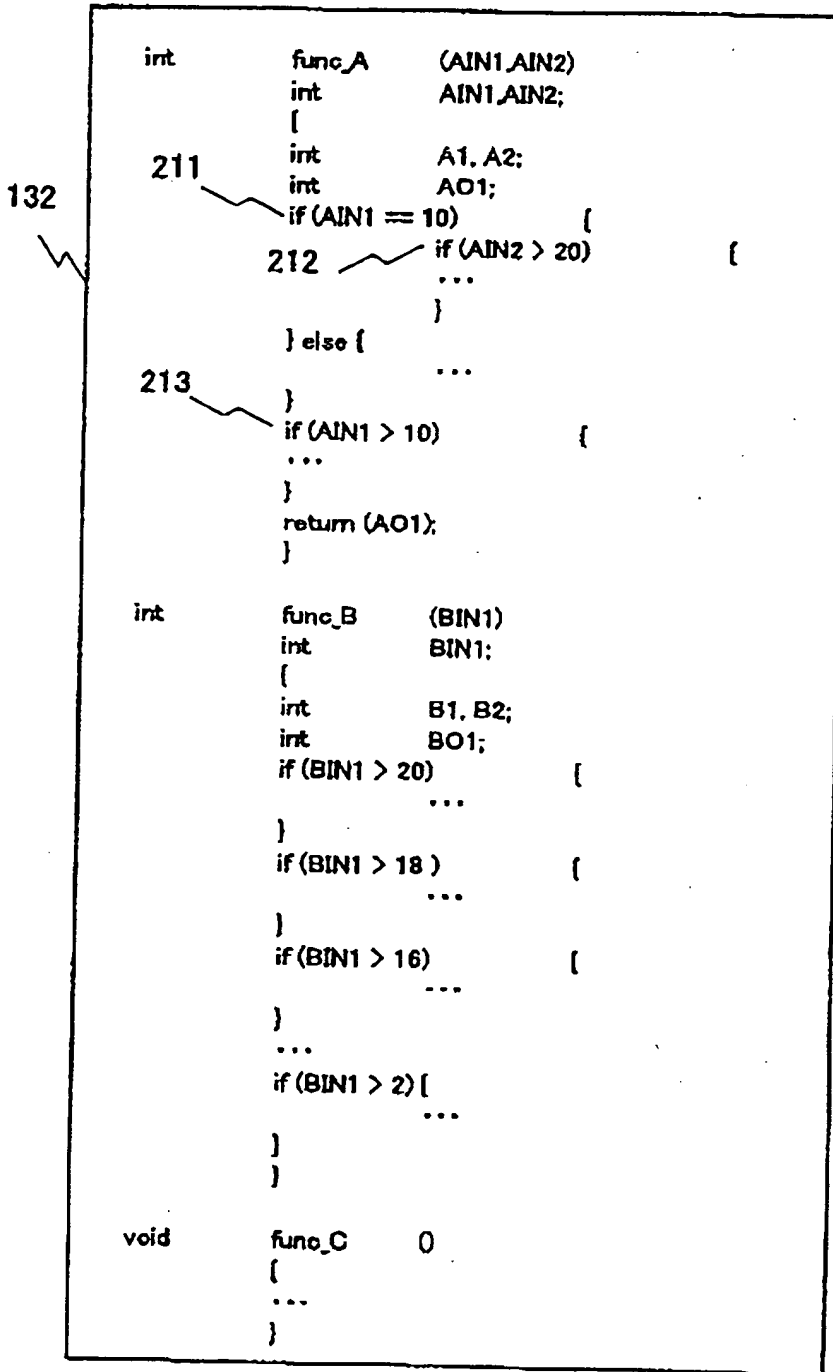 int func_A (AIN1,AIN2)
int AIN1,AIN2;
{
int A1, A2;
211 int AO1;
132 if (AIN1 == 10) {
212 if (AIN2 > 20) {
...
}
} else {
...
213 }
if (AIN1 > 10) {
...
}
return (AO1);
}
int func_B (BIN1)
int BIN1;
{
int B1, B2;
int BO1;
if (BIN1 > 20) {
...
}
if (BIN1 > 18 ) {
...
}
if (BIN1 > 16) {
...
}
...
if (BIN1 > 2) {
...
}
}
void func_C ()
{
...
}